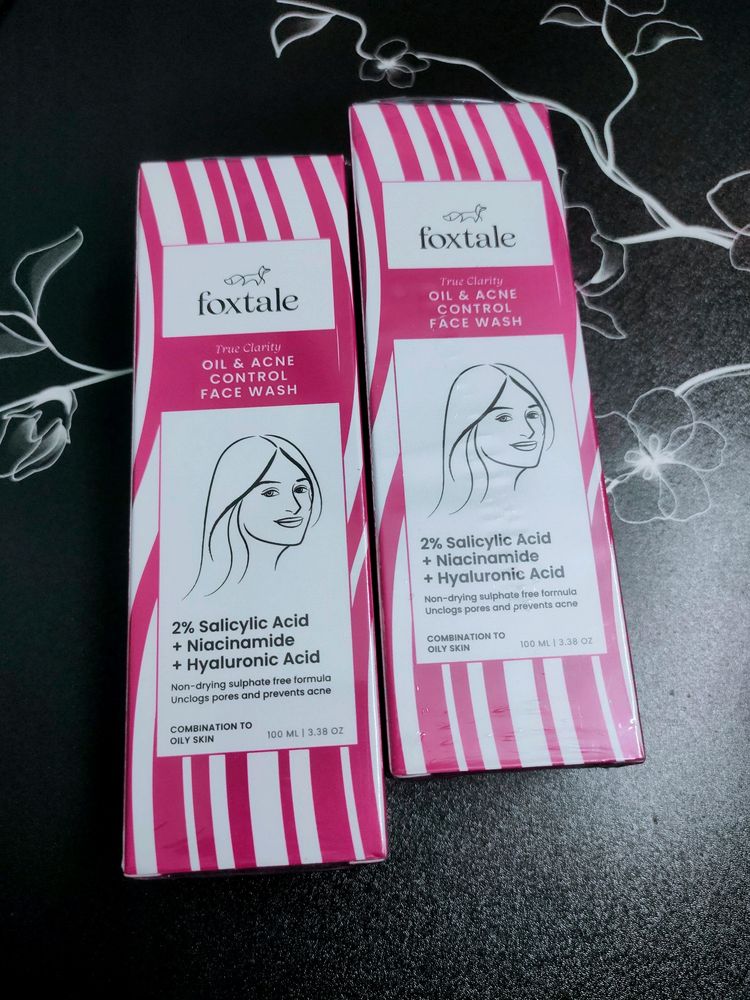 foxtale
True Clarity
OIL & ACNE
CONTROL
FACE WASH
2% Salicylic Acid
+ Niacinamide
+ Hyaluronic Acid
Non-drying sulphate free formula
Unclogs pores and prevents acne
COMBINATION TO
OILY SKIN
100 ML | 3.38 OZ
foxtale
True Clarity
OIL & ACNE
CONTROL
FACE WASH
2% Salicylic Acid
+ Niacinamide
+ Hyaluronic Acid
Non-drying sulphate free formula
Unclogs pores and prevents acne
COMBINATION TO
OILY SKIN
100 ML | 3.38 OZ